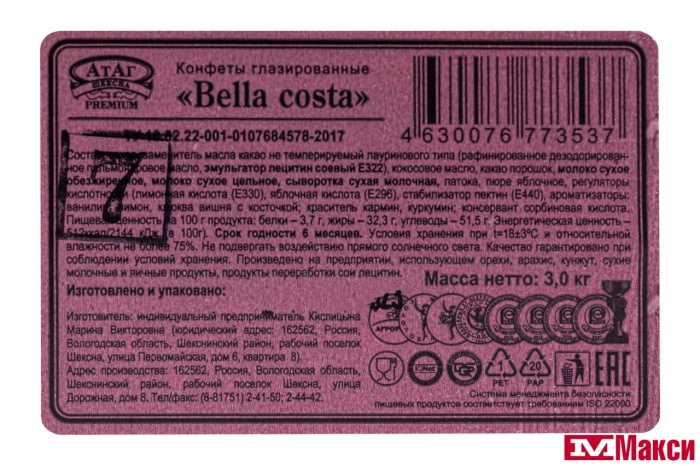 АтАг
ШЕКСНА
PREMIUM
Конфеты глазированные
«Bella costa»
ТУ 10.82.22-001-0107684578-2017
4 630076 773537
7
Состав: заменитель масла какао не темперируемый лауринового типа (рафинированное дезодорирован-
ное пальмоядровое масло, эмульгатор лецитин соевый Е322), кокосовое масло, какао порошок, молоко сухое
обезжиренное, молоко сухое цельное, сыворотка сухая молочная, патока, пюре яблочное, регуляторы
кислотности (лимонная кислота (Е330), яблочная кислота (Е296), стабилизатор пектин (Е440), ароматизаторы:
ванилин, лимон, клюква вишня с косточкой; краситель кармин, куркумин; консервант сорбиновая кислота.
Пищевая ценность на 100 г продукта: белки – 3,7 г, жиры – 32,3 г, углеводы – 51,5 г. Энергетическая ценность –
512ккал/2144 кДж (в 100г). Срок годности 6 месяцев. Условия хранения при t=18±3°С и относительной
влажности не более 75%. На подвергать воздействию прямого солнечного света. Качество гарантировано при
соблюдении условий хранения. Произведено на предприятии, использующем орехи, арахис, кунжут, сухие
молочные и яичные продукты, продукты переработки сои лецитин.
Масса нетто: 3,0 кг
Изготовлено и упаковано:
Изготовитель: индивидуальный предприниматель Кислицына
Марина Викторовна (юридический адрес: 162562, Россия,
Вологодская область, Шекснинский район, рабочий поселок
Шексна, улица Первомайская, дом 6, квартира 8).
Адрес производства: 162562, Россия, Вологодская область,
Шекснинский район, рабочий поселок Шексна, улица
Дорожная, дом 8. Тел./факс: (8-81751) 2-41-50; 2-44-42.
АГРОР
IQNet
1
PET
20
PAP
EAC
Система менеджмента безопасности
пищевых продуктов соответствует требованиям ISO 22000
Макси